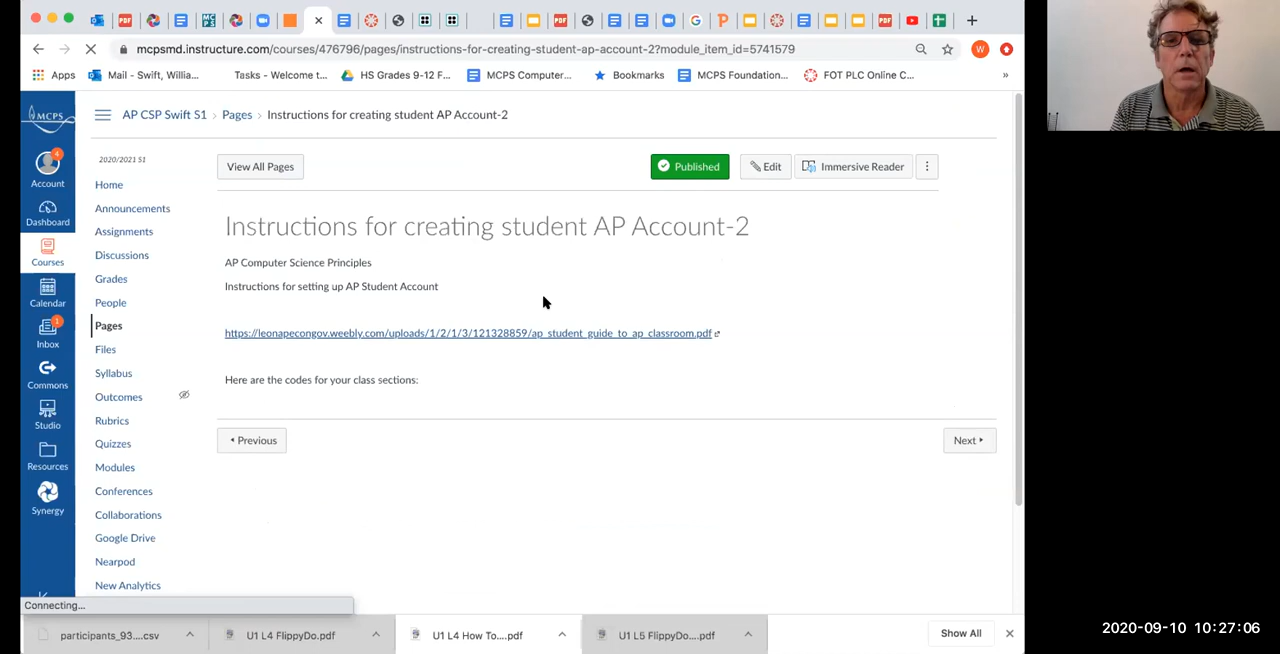 mcpsmd.instructure.com/courses/476796/pages/instructions-for-creating-student-ap-account-2?module_item_id=5741579
W
Apps
Mail - Swift, Willia...
Tasks - Welcome t...
HS Grades 9-12 F...
MCPS Computer...
Bookmarks
MCPS Foundation...
FOT PLC Online C...
»
MCPS
AP CSP Swift S1 > Pages > Instructions for creating student AP Account-2
4
Account
Dashboard
Courses
Calendar
1
Inbox
Commons
Studio
Resources
Synergy
2020/2021 S1
Home
Announcements
Assignments
Discussions
Grades
People
Pages
Files
Syllabus
Outcomes
Rubrics
Quizzes
Modules
Conferences
Collaborations
Google Drive
Nearpod
New Analytics
View All Pages
Published
Edit
Immersive Reader
Instructions for creating student AP Account-2
AP Computer Science Principles
Instructions for setting up AP Student Account
https://leonapecongov.weebly.com/uploads/1/2/1/3/121328859/ap_student_guide_to_ap_classroom.pdf
Here are the codes for your class sections:
Previous
Next
Connecting...
participants_93....csv
U1 L4 FlippyDo.pdf
U1 L4 How To....pdf
U1 L5 FlippyDo....pdf
Show All
2020-09-10 10:27:06